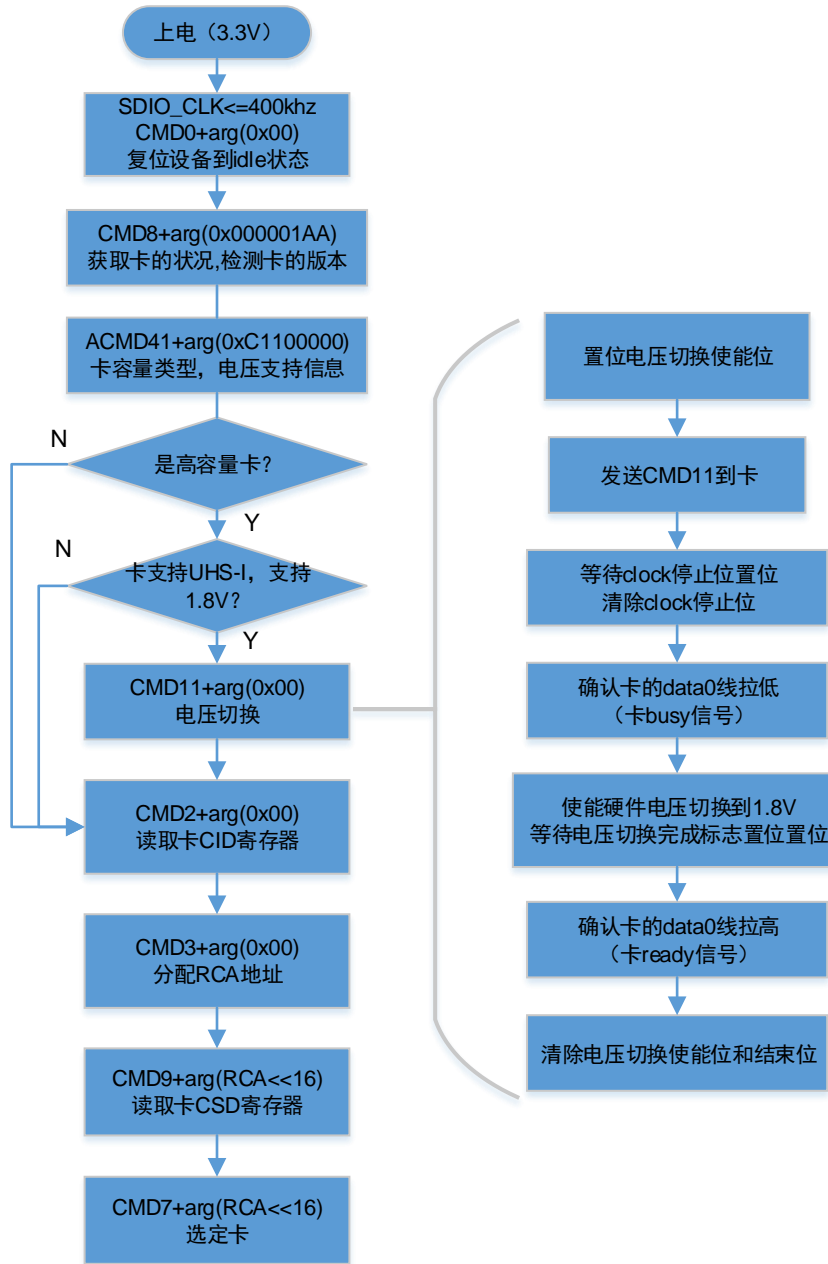 上电（3.3V）
SDIO_CLK<=400khz
CMD0+arg(0x00)
复位设备到idle状态
CMD8+arg(0x000001AA)
获取卡的状况,检测卡的版本
ACMD41+arg(0xC1100000)
卡容量类型，电压支持信息
N
是高容量卡?
Y
N
卡支持UHS-I，支持
1.8V？
Y
CMD11+arg(0x00)
电压切换
CMD2+arg(0x00)
读取卡CID寄存器
CMD3+arg(0x00)
分配RCA地址
CMD9+arg(RCA<<16)
读取卡CSD寄存器
CMD7+arg(RCA<<16)
选定卡
置位电压切换使能位
发送CMD11到卡
等待clock停止位置位
清除clock停止位
确认卡的data0线拉低
（卡busy信号）
使能硬件电压切换到1.8V
等待电压切换完成标志置位置位
确认卡的data0线拉高
（卡ready信号）
清除电压切换使能位和结束位